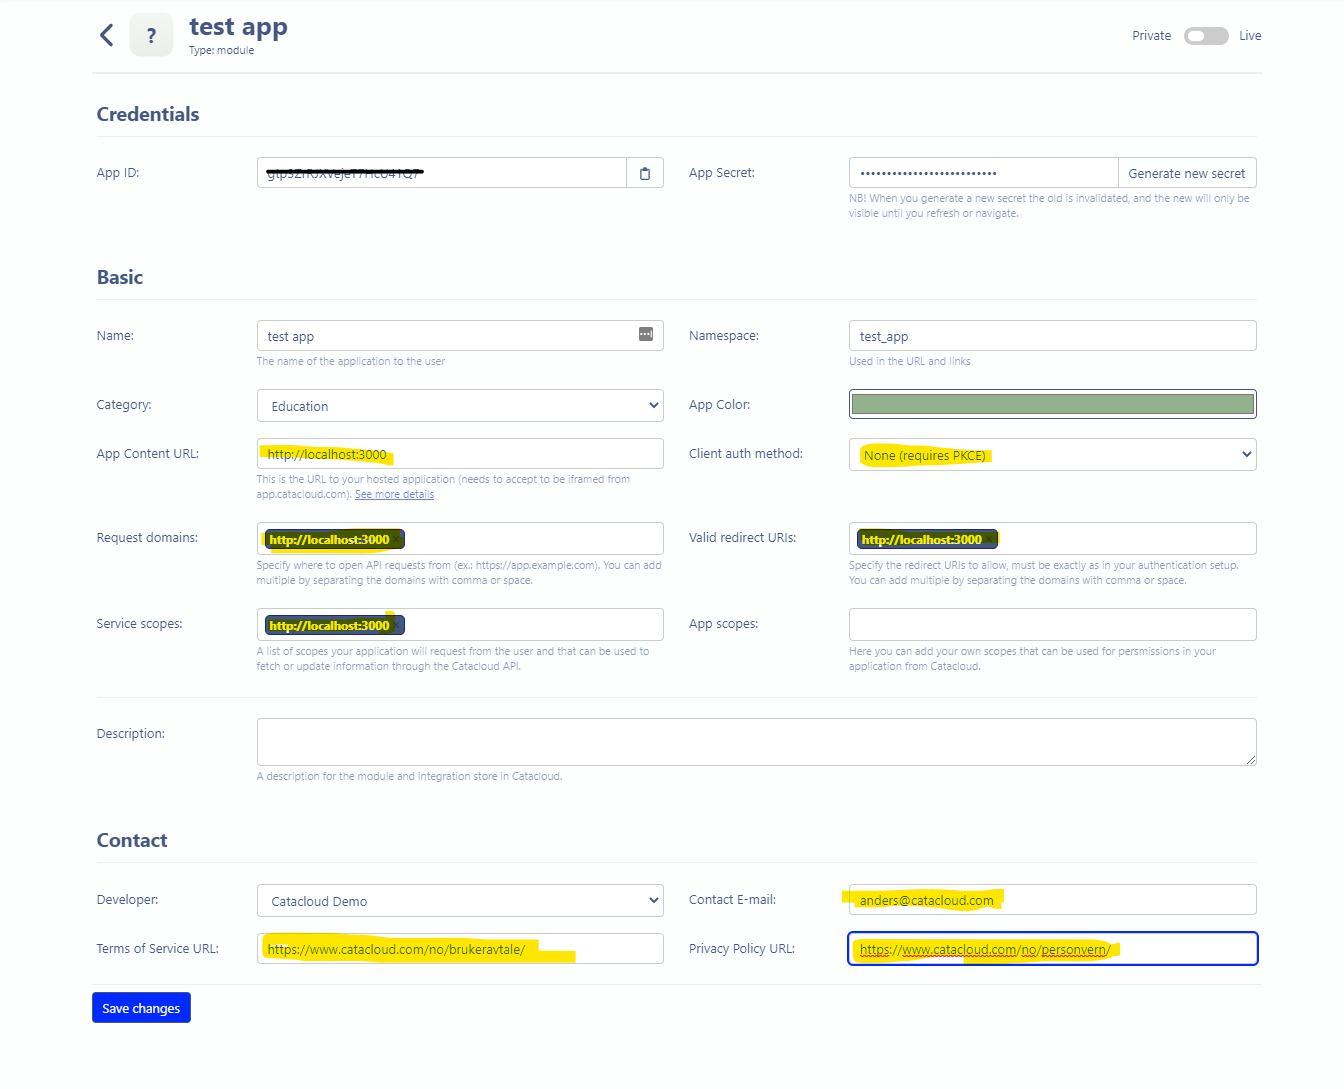 ?
test app
Type: module
Private
Live
Credentials
App ID:
App Secret:
••••••••••••••••••••••••••
Generate new secret
NB! When you generate a new secret the old is invalidated, and the new will only be
visible until you refresh or navigate.
Basic
Name:
test app
The name of the application to the user
Namespace:
test_app
Used in the URL and links
Category:
Education
App Color:
App Content URL:
http://localhost:3000
This is the URL to your hosted application (needs to accept to be iframed from
app.catacloud.com). See more details
Client auth method:
None (requires PKCE)
Request domains:
http://localhost:3000 ×
Specify where to open API requests from (ex.: https://app.example.com). You can add
multiple by separating the domains with comma or space.
Valid redirect URIs:
http://localhost:3000 ×
Specify the redirect URIs to allow, must be exactly as in your authentication setup.
You can add multiple by separating the domains with comma or space.
Service scopes:
http://localhost:3000 ×
A list of scopes your application will request from the user and that can be used to
fetch or update information through the Catacloud API.
App scopes:
Here you can add your own scopes that can be used for persmissions in your
application from Catacloud.
Description:
A description for the module and integration store in Catacloud.
Contact
Developer:
Catacloud Demo
Contact E-mail:
anders@catacloud.com
Terms of Service URL:
https://www.catacloud.com/no/brukeravtale/
Privacy Policy URL:
https://www.catacloud.com/no/personvern/
Save changes